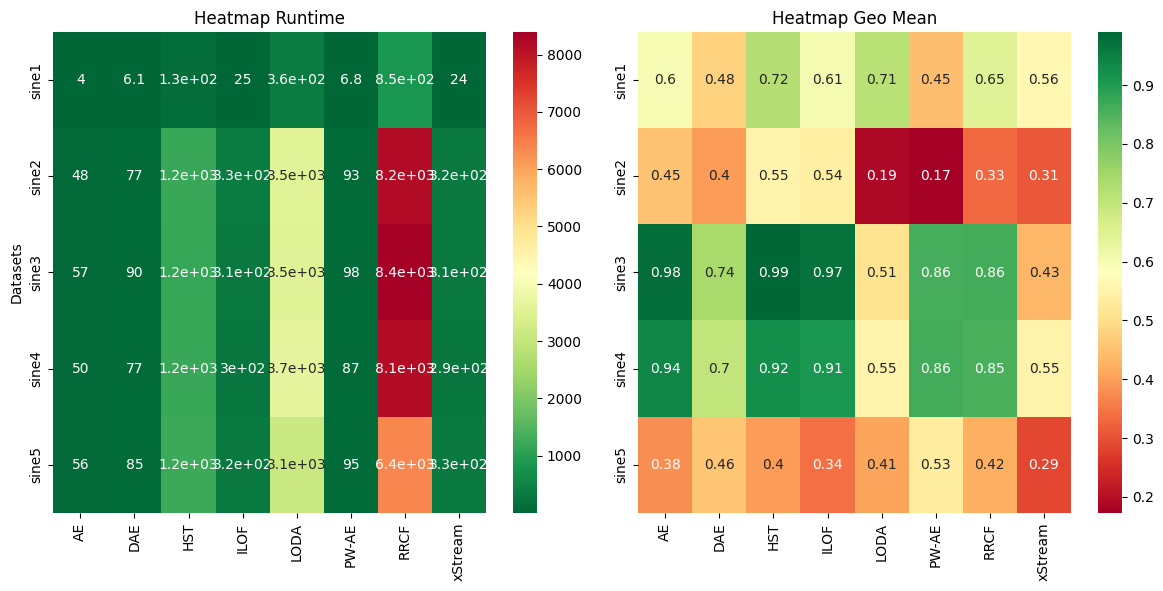 Heatmap Runtime
Datasets
sine1 4 6.1 1.3e+02 25 3.6e+02 6.8 8.5e+02 24
sine2 48 77 1.2e+03 3.3e+02 3.5e+03 93 8.2e+03 3.2e+02
sine3 57 90 1.2e+03 3.1e+02 3.5e+03 98 8.4e+03 3.1e+02
sine4 50 77 1.2e+03 3e+02 3.7e+03 87 8.1e+03 2.9e+02
sine5 56 85 1.2e+03 3.2e+02 3.1e+03 95 6.4e+03 3.3e+02
AE DAE HST ILOF LODA PW-AE RRCF xStream
8000
7000
6000
5000
4000
3000
2000
1000
Heatmap Geo Mean
sine1 0.6 0.48 0.72 0.61 0.71 0.45 0.65 0.56
sine2 0.45 0.4 0.55 0.54 0.19 0.17 0.33 0.31
sine3 0.98 0.74 0.99 0.97 0.51 0.86 0.86 0.43
sine4 0.94 0.7 0.92 0.91 0.55 0.86 0.85 0.55
sine5 0.38 0.46 0.4 0.34 0.41 0.53 0.42 0.29
AE DAE HST ILOF LODA PW-AE RRCF xStream
0.9
0.8
0.7
0.6
0.5
0.4
0.3
0.2